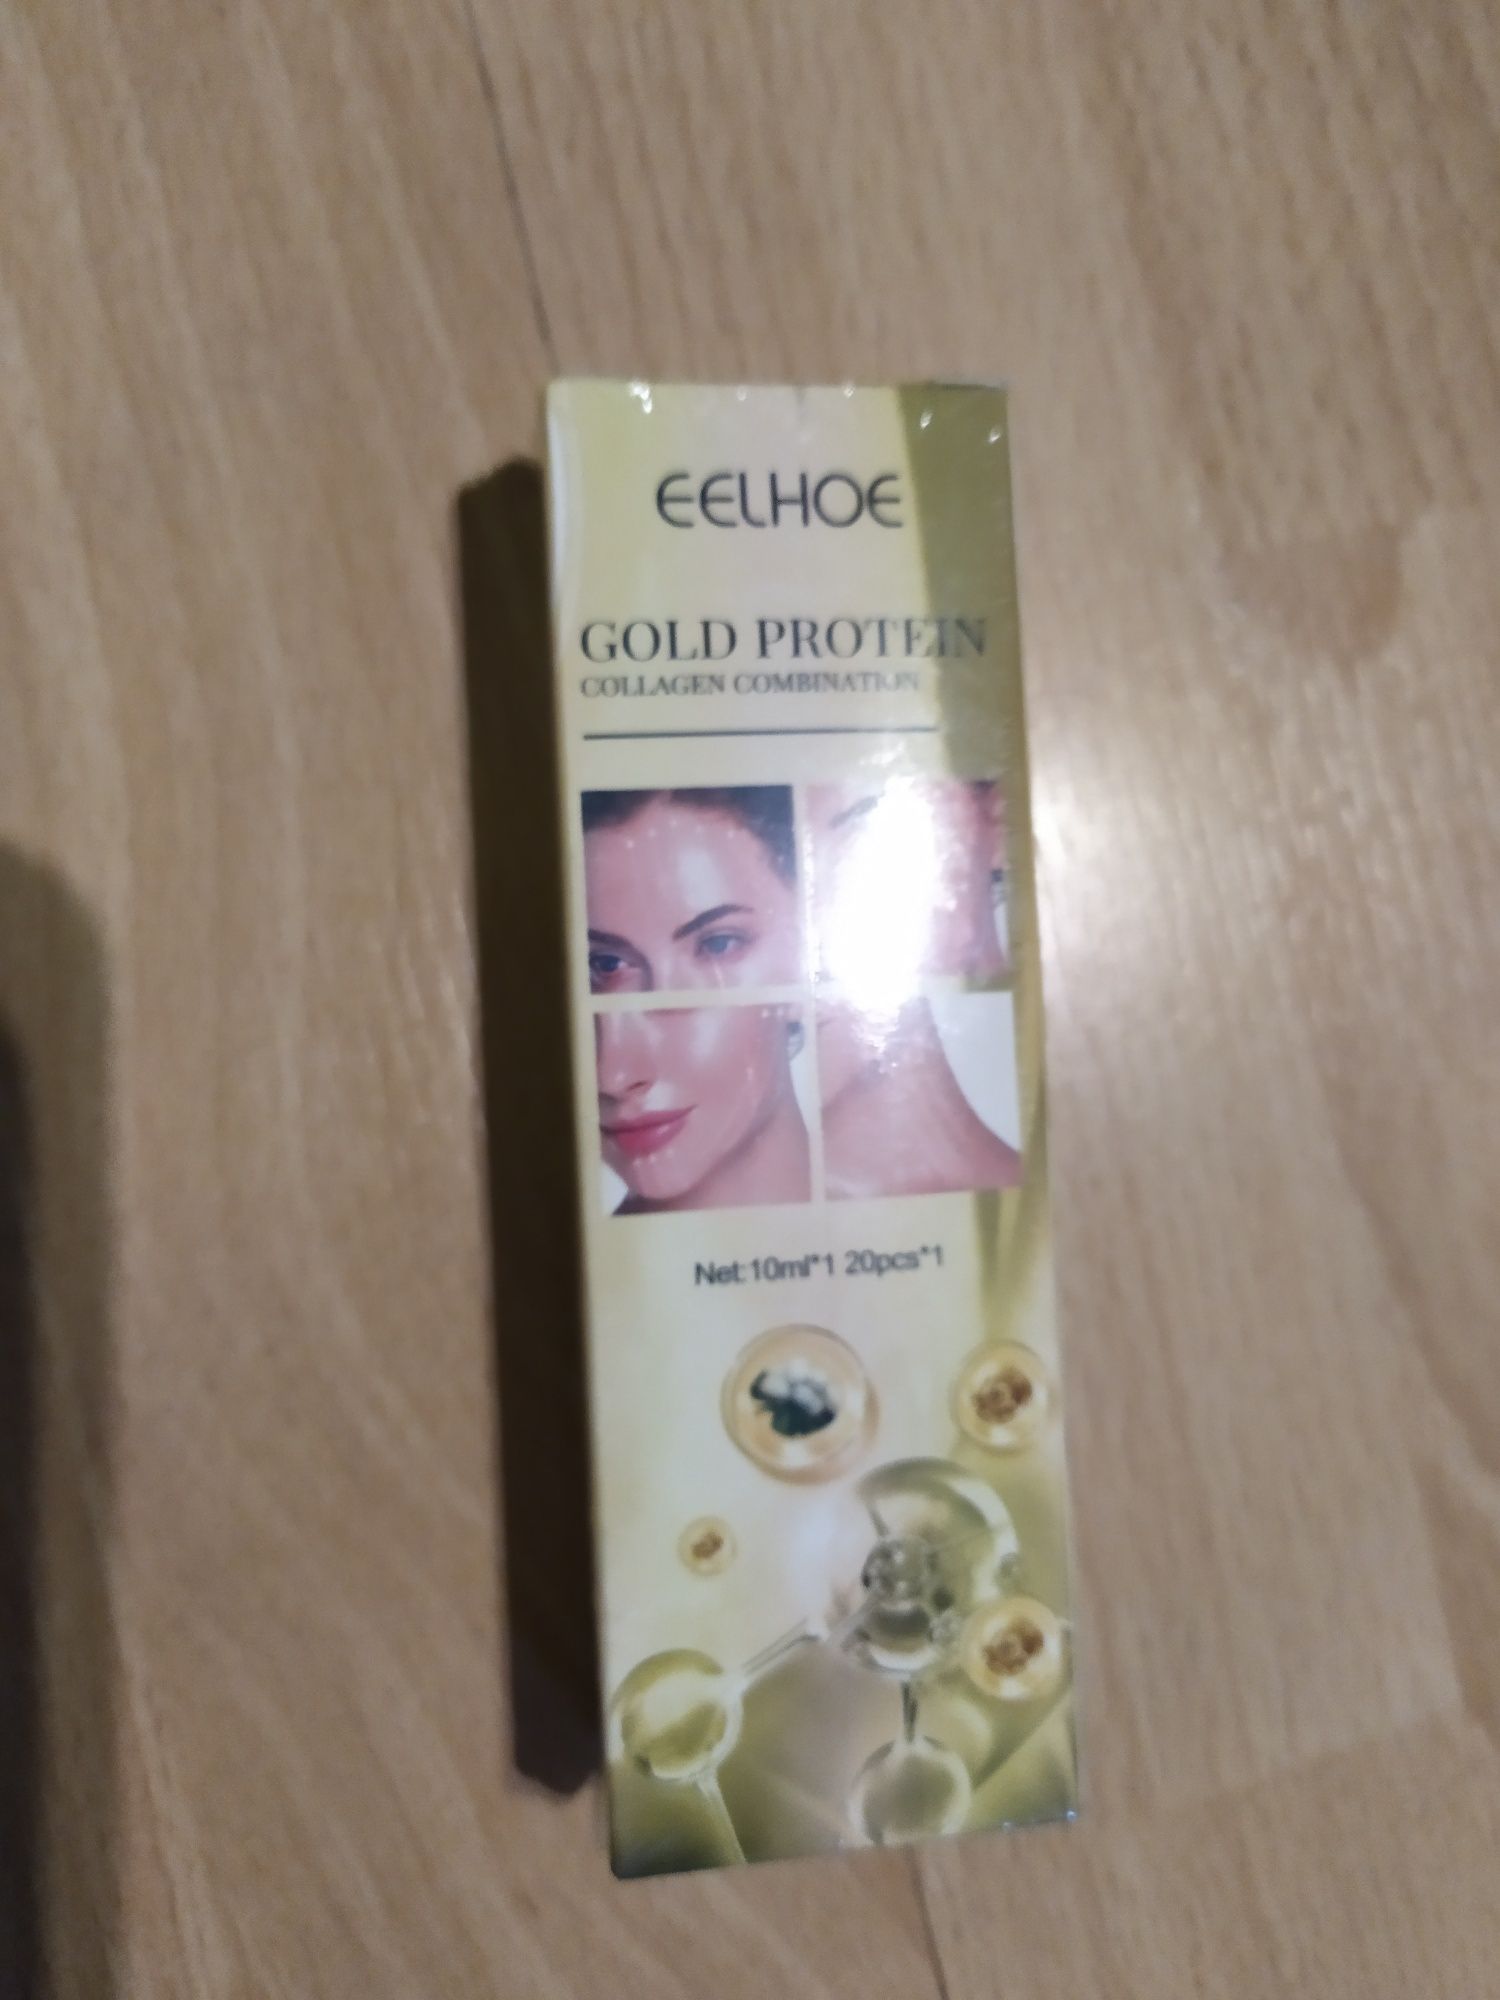 EELHOE
GOLD PROTEIN
COLLAGEN COMBINATION
Net:10ml*1 20pcs*1